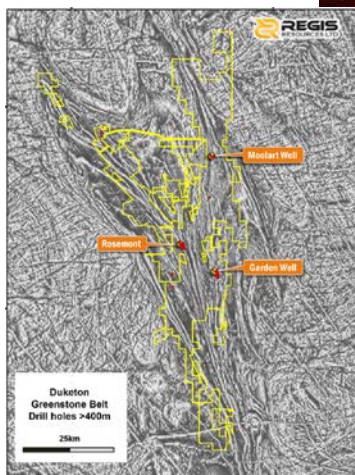 REGIS
RESOURCES LTD
Moolart Well
Rosemont
Garden Well
Duketon
Greenstone Belt
Drill holes >400m
25km